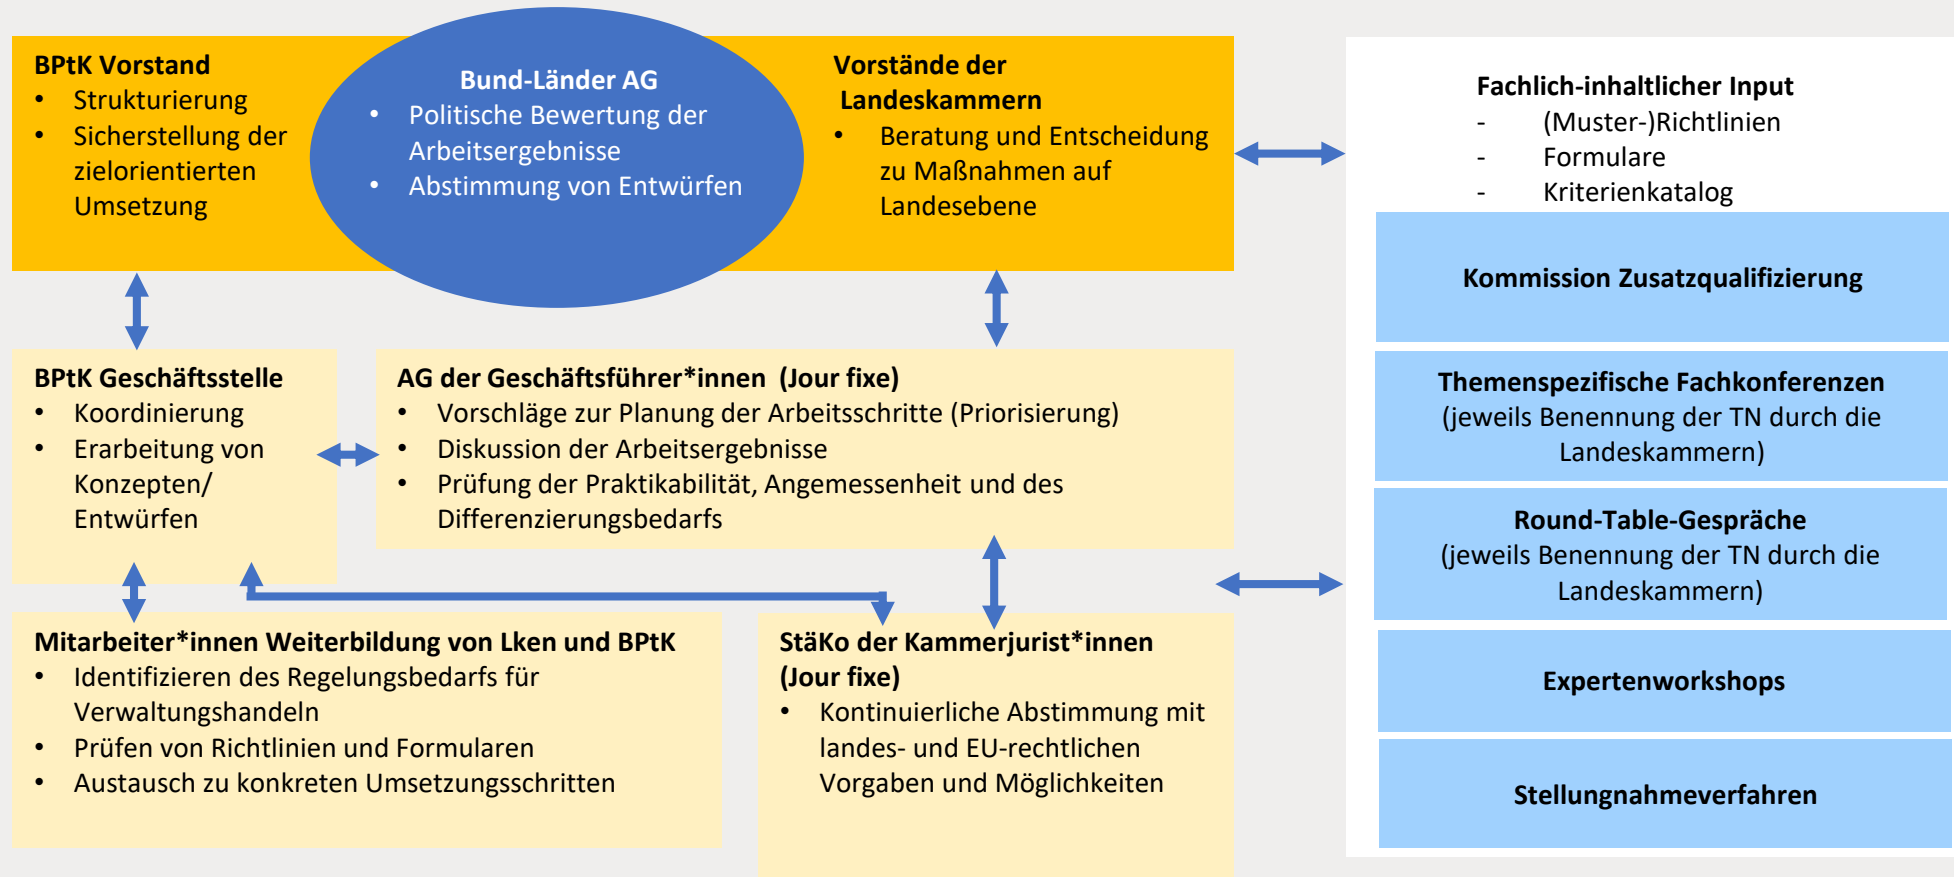 BPtK Vorstand
• Strukturierung
• Sicherstellung der
zielorientierten
Umsetzung
Bund-Länder AG
• Politische Bewertung der
Arbeitsergebnisse
• Abstimmung von Entwürfen
Vorstände der
Landeskammern
• Beratung und Entscheidung
zu Maßnahmen auf
Landesebene
BPtK Geschäftsstelle
• Koordinierung
• Erarbeitung von
Konzepten/
Entwürfen
AG der Geschäftsführer*innen (Jour fixe)
• Vorschläge zur Planung der Arbeitsschritte (Priorisierung)
• Diskussion der Arbeitsergebnisse
• Prüfung der Praktikabilität, Angemessenheit und des
Differenzierungsbedarfs
Mitarbeiter*innen Weiterbildung von Lken und BPtK
• Identifizieren des Regelungsbedarfs für
Verwaltungshandeln
• Prüfen von Richtlinien und Formularen
• Austausch zu konkreten Umsetzungsschritten
StäKo der Kammerjurist*innen
(Jour fixe)
• Kontinuierliche Abstimmung mit
landes- und EU-rechtlichen
Vorgaben und Möglichkeiten
Fachlich-inhaltlicher Input
- (Muster-)Richtlinien
- Formulare
- Kriterienkatalog
Kommission Zusatzqualifizierung
Themenspezifische Fachkonferenzen
(jeweils Benennung der TN durch die
Landeskammern)
Round-Table-Gespräche
(jeweils Benennung der TN durch die
Landeskammern)
Expertenworkshops
Stellungnahmeverfahren